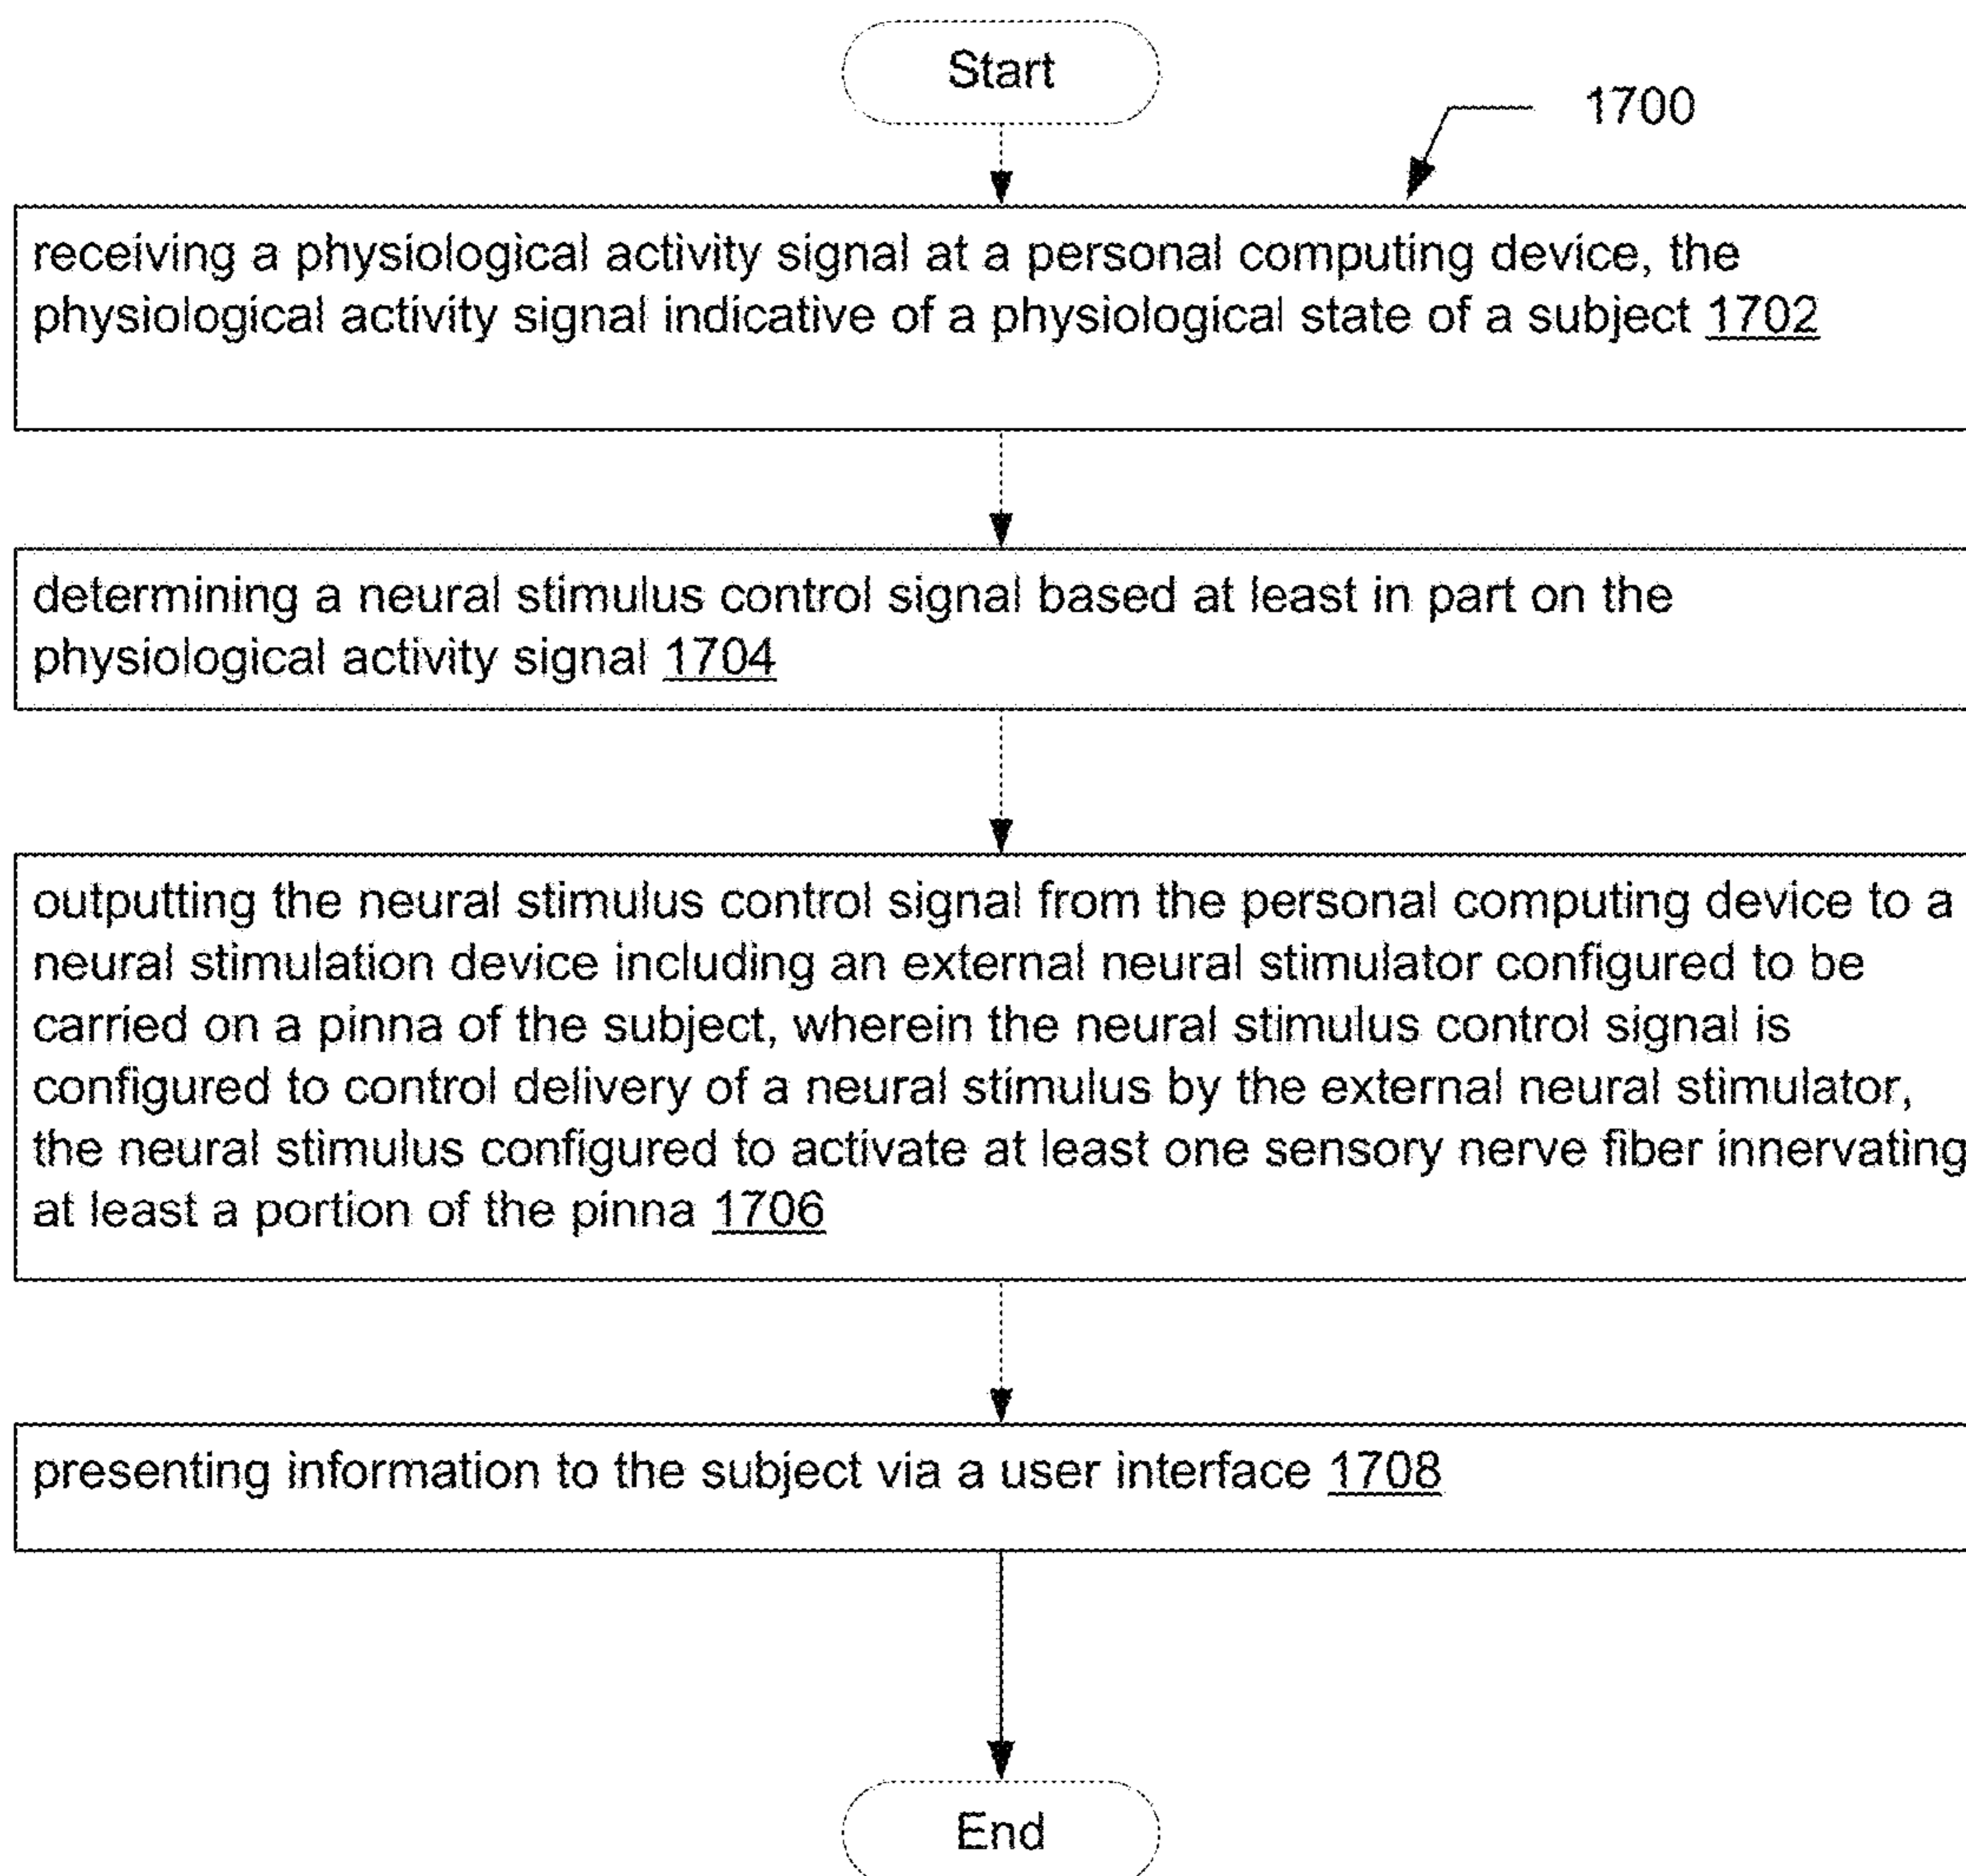 Start
1700
receiving a physiological activity signal at a personal computing device, the
physiological activity signal indicative of a physiological state of a subject 1702
determining a neural stimulus control signal based at least in part on the
physiological activity signal 1704
outputting the neural stimulus control signal from the personal computing device to a
neural stimulation device including an external neural stimulator configured to be
carried on a pinna of the subject, wherein the neural stimulus control signal is
configured to control delivery of a neural stimulus by the external neural stimulator,
the neural stimulus configured to activate at least one sensory nerve fiber innervating
at least a portion of the pinna 1706
presenting information to the subject via a user interface 1708
End